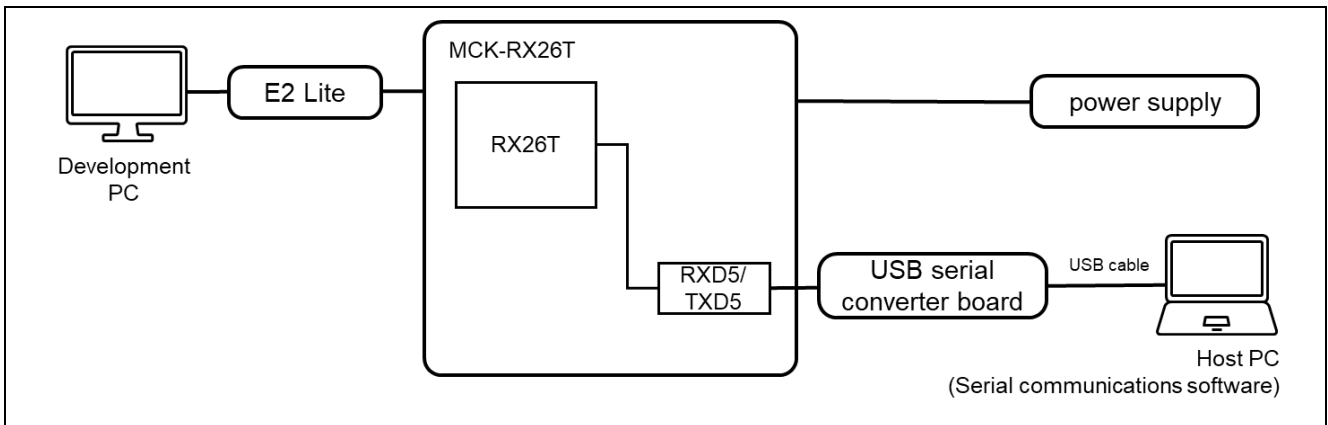 MCK-RX26T
E2 Lite
power supply
RX26T
Development
PC
RXD5/
TXD5
USB serial
converter board
USB cable
Host PC
(Serial communications software)